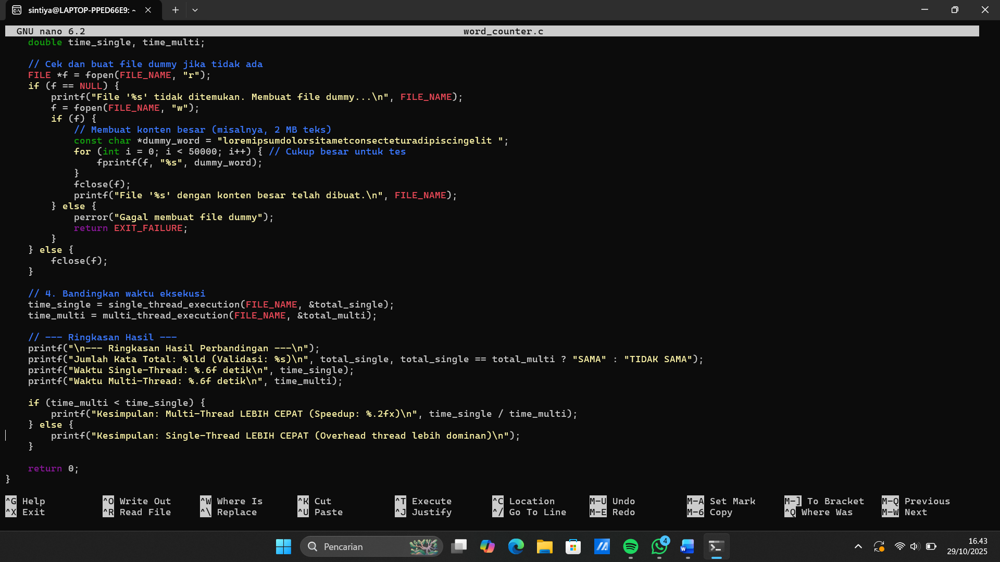 sintiya@LAPTOP-PPED66E9: ~
GNU nano 6.2 word_counter.c
    double time_single, time_multi;

    // Cek dan buat file dummy jika tidak ada
    FILE *f = fopen(FILE_NAME, "r");
    if (f == NULL) {
        printf("File '%s' tidak ditemukan. Membuat file dummy...\n", FILE_NAME);
        f = fopen(FILE_NAME, "w");
        if (f) {
            // Membuat konten besar (misalnya, 2 MB teks)
            const char *dummy_word = "loremipsumdolorsitametconsecteturadipiscingelit ";
            for (int i = 0; i < 50000; i++) { // Cukup besar untuk tes
                fprintf(f, "%s", dummy_word);
            }
            fclose(f);
            printf("File '%s' dengan konten besar telah dibuat.\n", FILE_NAME);
        } else {
            perror("Gagal membuat file dummy");
            return EXIT_FAILURE;
        }
    } else {
        fclose(f);
    }

    // 4. Bandingkan waktu eksekusi
    time_single = single_thread_execution(FILE_NAME, &total_single);
    time_multi = multi_thread_execution(FILE_NAME, &total_multi);

    // --- Ringkasan Hasil ---
    printf("\n--- Ringkasan Hasil Perbandingan ---\n");
    printf("Jumlah Kata Total: %lld (Validasi: %s)\n", total_single, total_single == total_multi ? "SAMA" : "TIDAK SAMA");
    printf("Waktu Single-Thread: %.6f detik\n", time_single);
    printf("Waktu Multi-Thread: %.6f detik\n", time_multi);

    if (time_multi < time_single) {
        printf("Kesimpulan: Multi-Thread LEBIH CEPAT (Speedup: %.2fx)\n", time_single / time_multi);
    } else {
        printf("Kesimpulan: Single-Thread LEBIH CEPAT (Overhead thread lebih dominan)\n");
    }

    return 0;
}
^G Help ^O Write Out ^W Where Is ^K Cut ^T Execute ^C Location M-U Undo M-A Set Mark M-] To Bracket M-Q Previous
^X Exit ^R Read File ^\ Replace ^U Paste ^J Justify ^/ Go To Line M-E Redo M-6 Copy ^Q Where Was M-W Next
Pencarian
4
16.43
29/10/2025